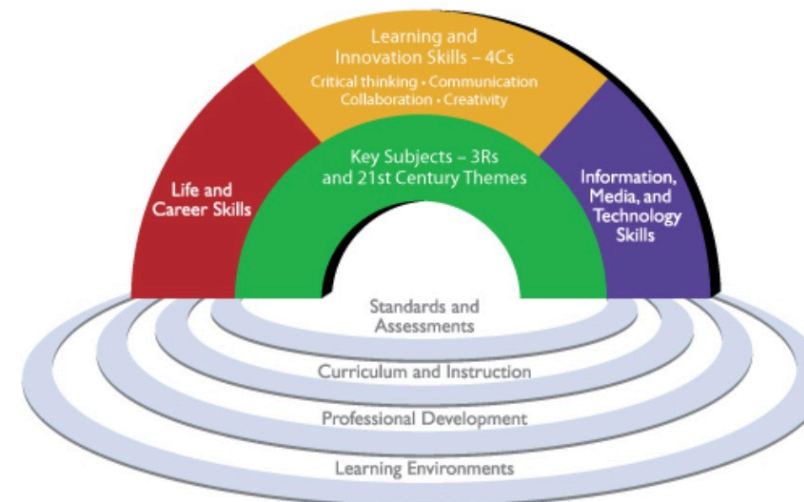 Learning and
Innovation Skills – 4Cs
Critical thinking • Communication
Collaboration • Creativity
Key Subjects – 3Rs
and 21st Century Themes
Life and
Career Skills
Information,
Media, and
Technology
Skills
Standards and
Assessments
Curriculum and Instruction
Professional Development
Learning Environments